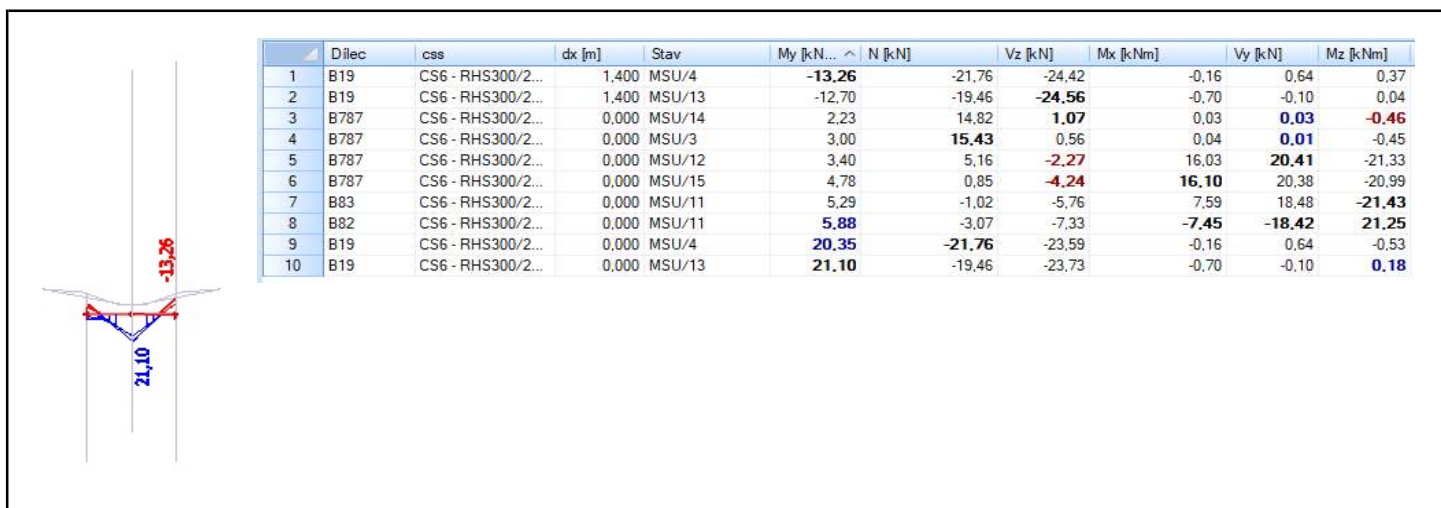 Dílec css dx [m] Stav My [kN... N [kN] Vz [kN] Mx [kNm] Vy [kN] Mz [kNm]
1 B19 CS6 - RHS300/2... 1,400 MSU/4 -13,26 -21,76 -24,42 -0,16 0,64 0,37
2 B19 CS6 - RHS300/2... 1,400 MSU/13 -12,70 -19,46 -24,56 -0,70 -0,10 0,04
3 B787 CS6 - RHS300/2... 0,000 MSU/14 2,23 14,82 1,07 0,03 0,03 -0,46
4 B787 CS6 - RHS300/2... 0,000 MSU/3 3,00 15,43 0,56 0,04 0,01 -0,45
5 B787 CS6 - RHS300/2... 0,000 MSU/12 3,40 5,16 -2,27 16,03 20,41 -21,33
6 B787 CS6 - RHS300/2... 0,000 MSU/15 4,78 0,85 -4,24 16,10 20,38 -20,99
7 B83 CS6 - RHS300/2... 0,000 MSU/11 5,29 -1,02 -5,76 7,59 18,48 -21,43
8 B82 CS6 - RHS300/2... 0,000 MSU/11 5,88 -3,07 -7,33 -7,45 -18,42 21,25
9 B19 CS6 - RHS300/2... 0,000 MSU/4 20,35 -21,76 -23,59 -0,16 0,64 -0,53
10 B19 CS6 - RHS300/2... 0,000 MSU/13 21,10 -19,46 -23,73 -0,70 -0,10 0,18
-13,26
21,10